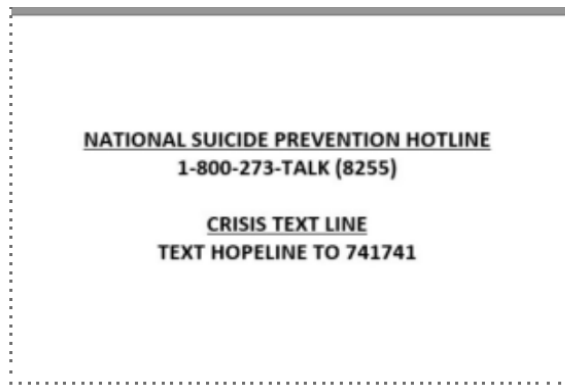 NATIONAL SUICIDE PREVENTION HOTLINE
1-800-273-TALK (8255)
CRISIS TEXT LINE
TEXT HOPELINE TO 741741